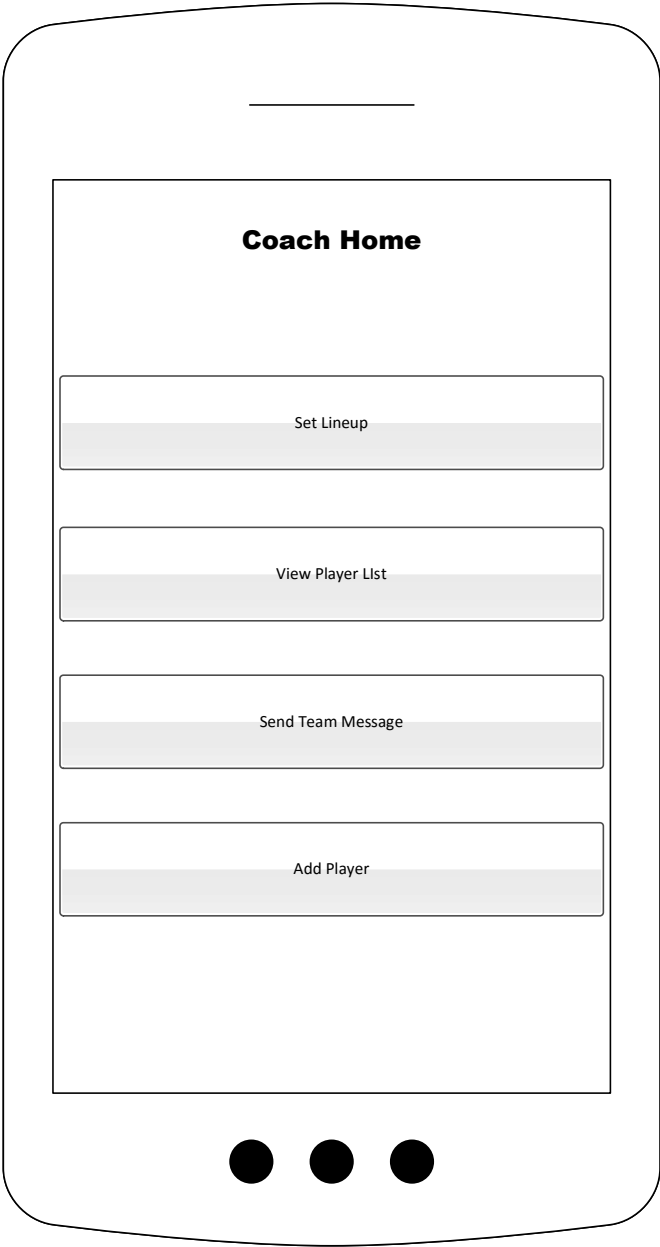 Coach Home
Set Lineup
View Player LIst
Send Team Message
Add Player